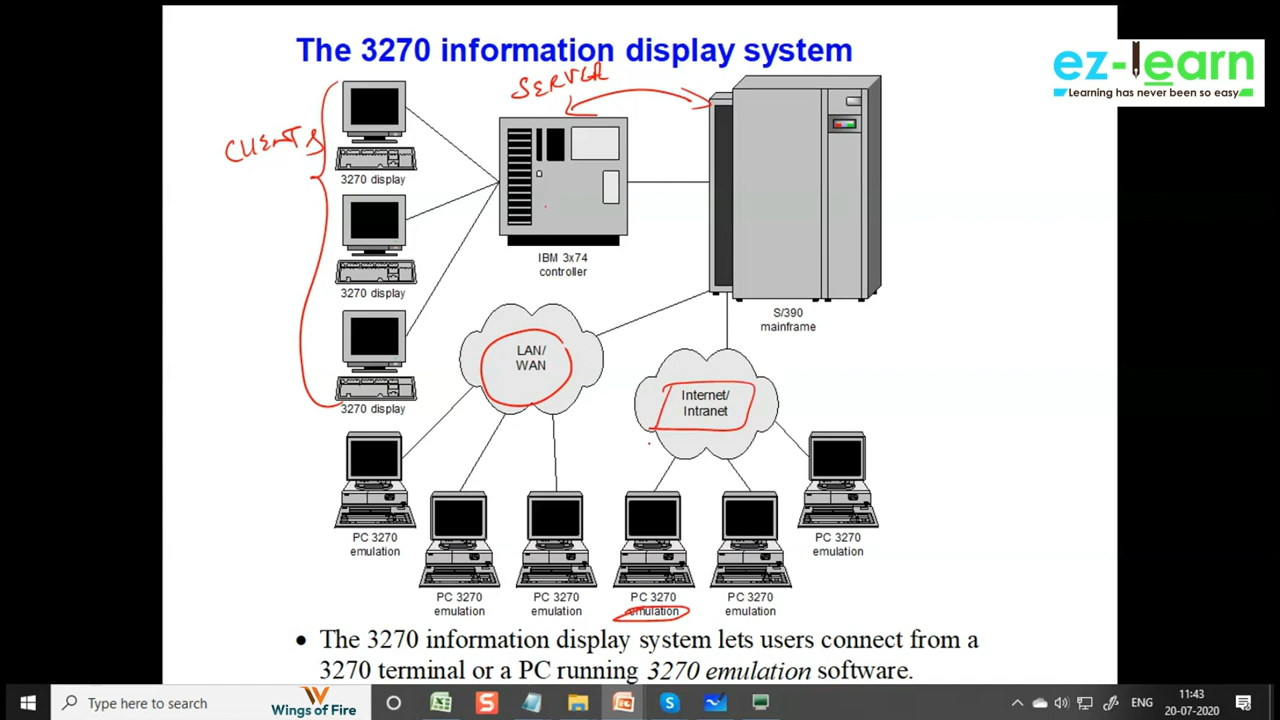 The 3270 information display system
ez-learn
Learning has never been so easy
SERVER
CLIENTS
3270 display
3270 display
3270 display
IBM 3x74
controller
S/390
mainframe
LAN/
WAN
Internet/
Intranet
PC 3270
emulation
PC 3270
emulation
PC 3270
emulation
PC 3270
emulation
PC 3270
emulation
PC 3270
emulation
• The 3270 information display system lets users connect from a
3270 terminal or a PC running 3270 emulation software.
Type here to search
Wings of Fire
ENG
11:43
20-07-2020